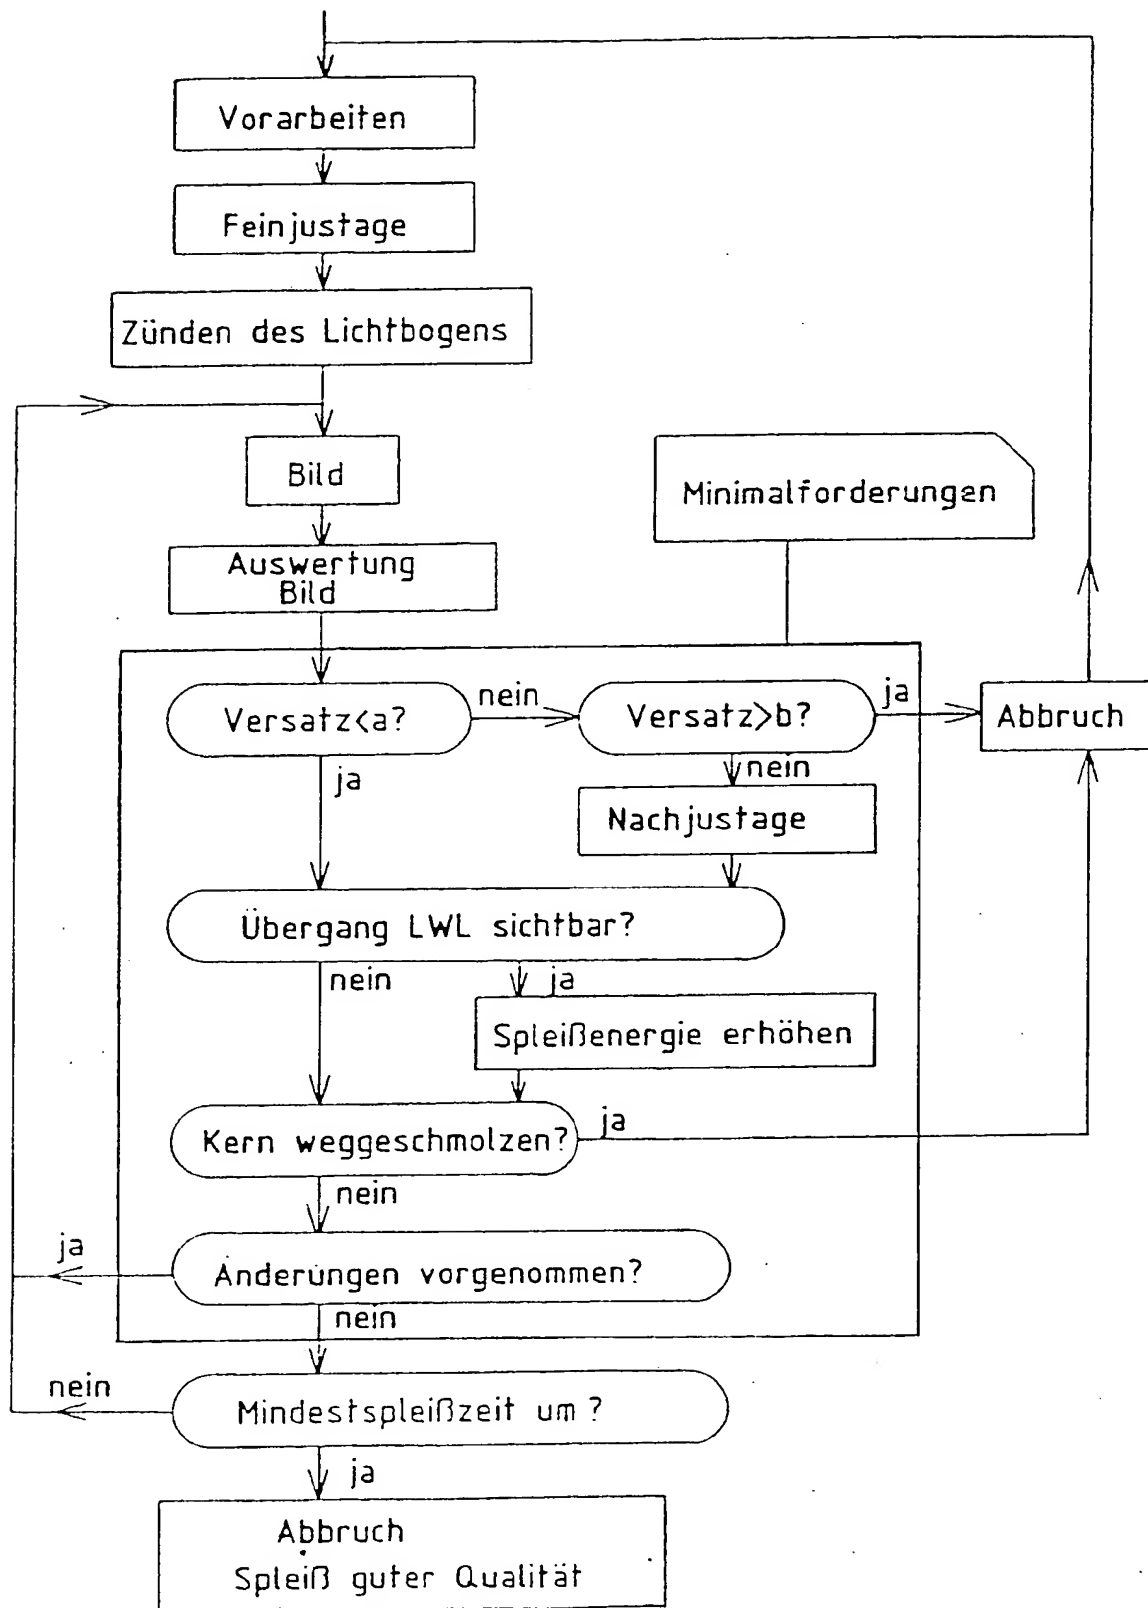 Vorarbeiten
Feinjustage
Zünden des Lichtbogens
Bild
Minimalforderungen
Auswertung
Bild
Versatz<a?
nein
Versatz>b?
ja
Abbruch
ja
nein
Nachjustage
Übergang LWL sichtbar?
nein
ja
Spleißenergie erhöhen
Kern weggeschmolzen?
ja
nein
ja
Änderungen vorgenommen?
nein
nein
Mindestspleißzeit um?
ja
Abbruch
Spleiß guter Qualität